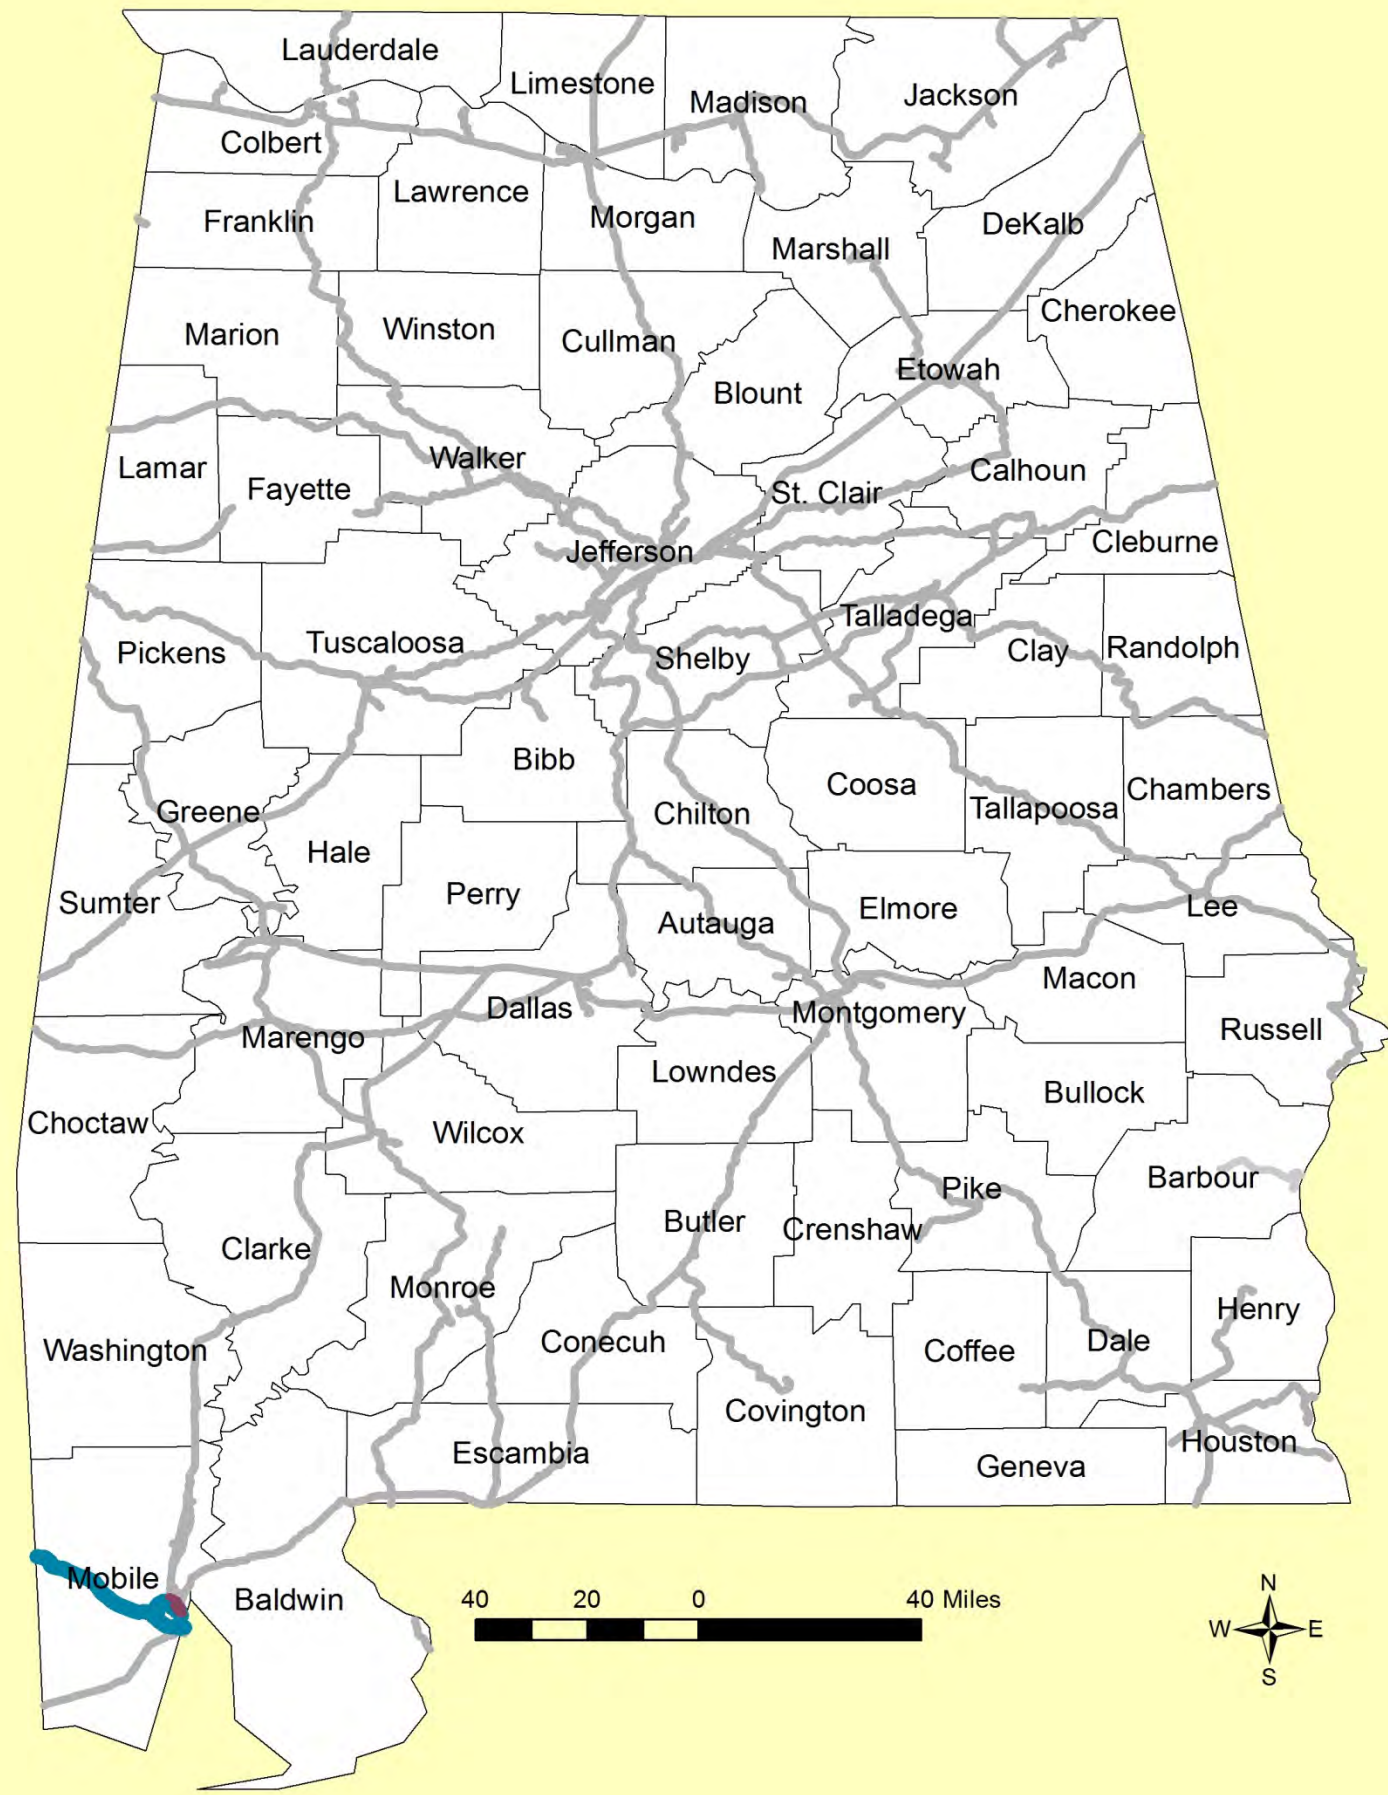 Lauderdale
Limestone
Madison
Jackson
Colbert
Lawrence
Franklin
Morgan
DeKalb
Marshall
Cherokee
Marion
Winston
Cullman
Etowah
Blount
Lamar
Walker
Calhoun
Fayette
St. Clair
Jefferson
Cleburne
Talladega
Tuscaloosa
Pickens
Shelby
Clay
Randolph
Bibb
Coosa
Chambers
Greene
Chilton
Tallapoosa
Hale
Perry
Sumter
Autauga
Elmore
Lee
Macon
Dallas
Montgomery
Marengo
Russell
Lowndes
Bullock
Choctaw
Wilcox
Barbour
Pike
Butler
Crenshaw
Clarke
Monroe
Henry
Washington
Conecuh
Coffee
Dale
Covington
Escambia
Houston
Geneva
Mobile
Baldwin
40 20 0 40 Miles
N
W E
S